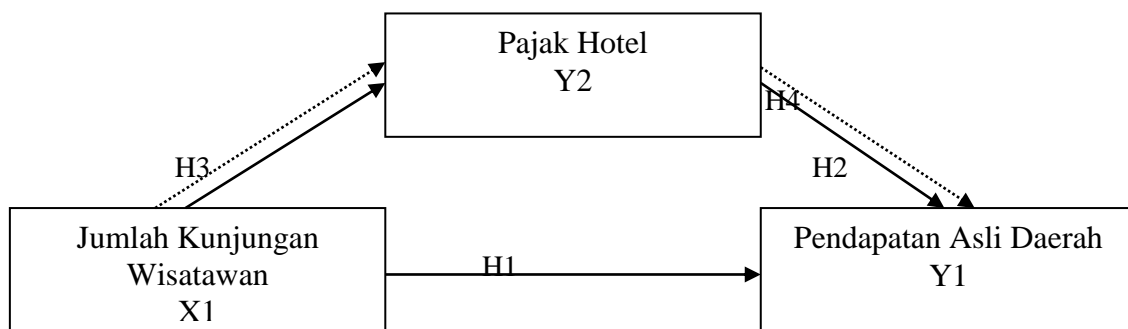 Pajak Hotel
Y2
H4
H3
H2
Jumlah Kunjungan
Wisatawan
X1
H1
Pendapatan Asli Daerah
Y1